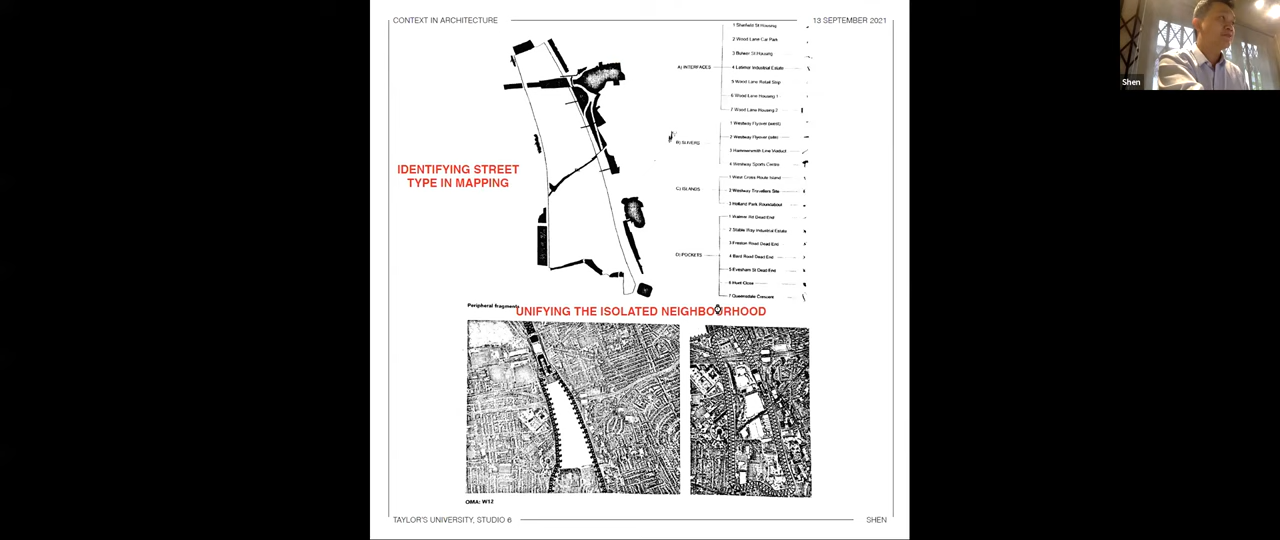 CONTEXT IN ARCHITECTURE
13 SEPTEMBER 2021
Shen
IDENTIFYING STREET
TYPE IN MAPPING
A) INTERFACES
1 Sheffield St Housing
2 Wood Lane Car Park
3 Bunker St Housing
4 Latimer Industrial Estate
5 Wood Lane Retail Strip
6 Wood Lane Housing 1
7 Wood Lane Housing 2
B) SLIVERS
1 Westway Flyover (west)
2 Westway Flyover
3 Hammersmith Line Viaduct
4 Westway Sports Centre
C) ISLANDS
1 West Cross Route Island
2 Westway Travellers Site
3 Holland Park Roundabout
D) POCKETS
1 Walmer Rd Dead End
2 Stable Way Industrial Estate
3 Freston Road Dead End
4 Bard Road Dead End
5 Evesham St Dead End
6 Hunt Close
7 Queensdale Crescent
Peripheral fragments
UNIFYING THE ISOLATED NEIGHBOURHOOD
OMA: W12
TAYLOR'S UNIVERSITY, STUDIO 6
SHEN